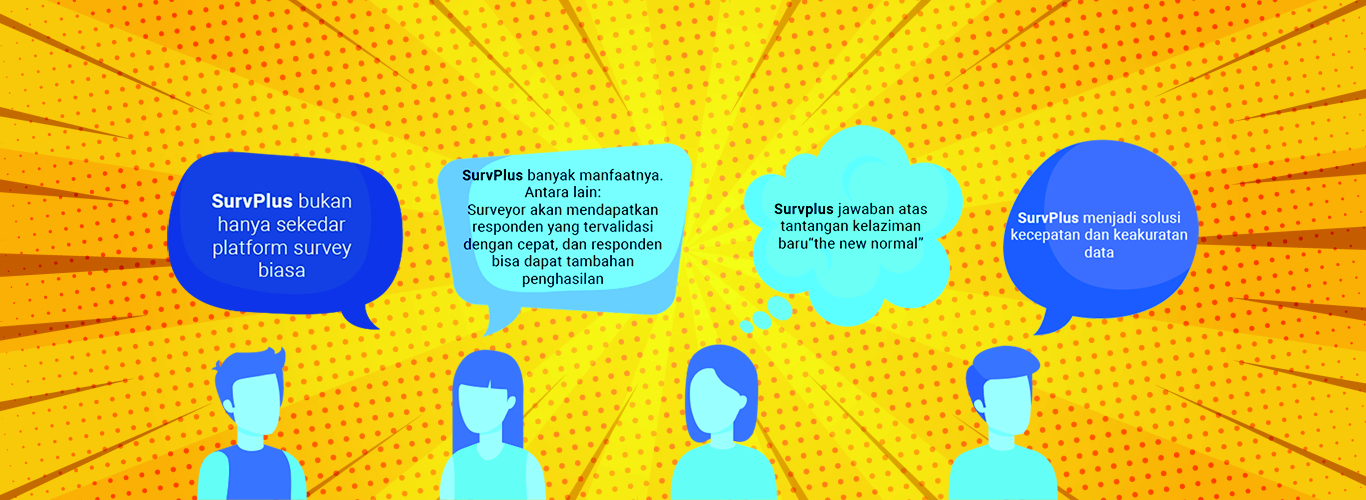 SurvPlus bukan
hanya sekedar
platform survey
biasa
SurvPlus banyak manfaatnya.
Antara lain:
Surveyor akan mendapatkan
responden yang tervalidasi
dengan cepat, dan responden
bisa dapat tambahan
penghasilan
Survplus jawaban atas
tantangan kelaziman
baru"the new normal"
SurvPlus menjadi solusi
kecepatan dan keakuratan
data